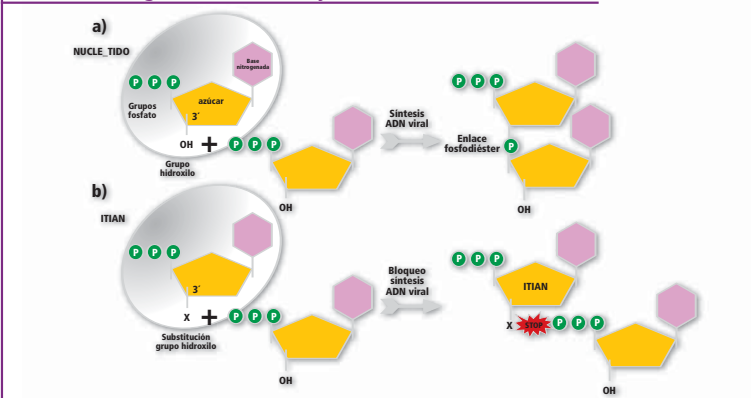 a)
NUCLE_TIDO
Base
nitrogenada
P P P
azúcar
Grupos
fosfato
3´
OH + P P P
Grupo
hidroxilo
OH
Síntesis
ADN viral
P P P
Enlace
fosfodiéster
P
OH
b)
ITIAN
P P P
3´
X + P P P
Substitución
grupo hidroxilo
OH
Bloqueo
síntesis
ADN viral
P P P
ITIAN
X STOP P P P
OH